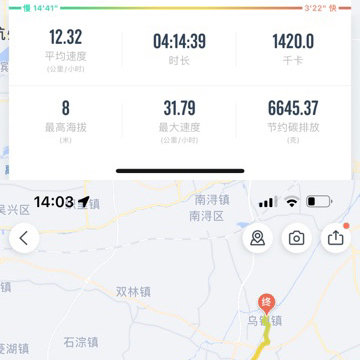 慢 14'41" 3'22" 快
12.32 04:14:39 1420.0
平均速度 时长 千卡
(公里/小时)
8 31.79 6645.37
最高海拔 最大速度 节约碳排放
(米) (公里/小时) (克)
14:03
南浔镇
吴兴区
南浔区
镇
双林镇
终
乌镇镇
石淙镇
菱湖镇